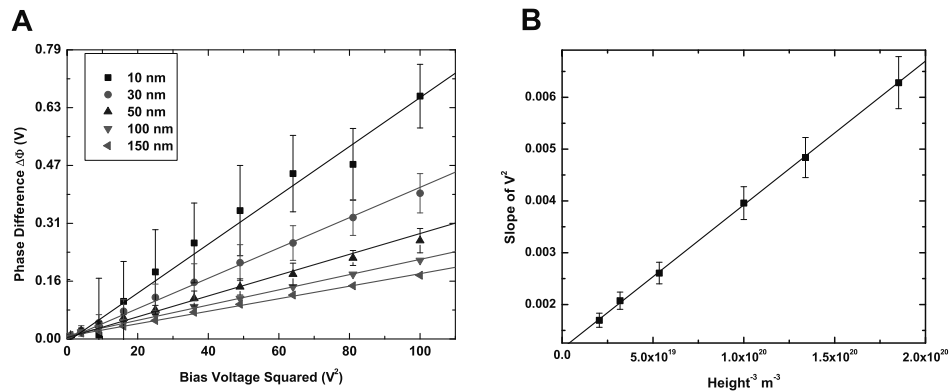 A
0.79
0.63
0.47
0.31
0.16
0.00
Phase Difference ΔΦ (V)
10 nm
30 nm
50 nm
100 nm
150 nm
0 20 40 60 80 100
Bias Voltage Squared (V²)
B
0.006
0.005
0.004
0.003
0.002
Slope of V²
0.0 5.0x10¹⁹ 1.0x10²⁰ 1.5x10²⁰ 2.0x10²⁰
Height⁻³ m⁻³